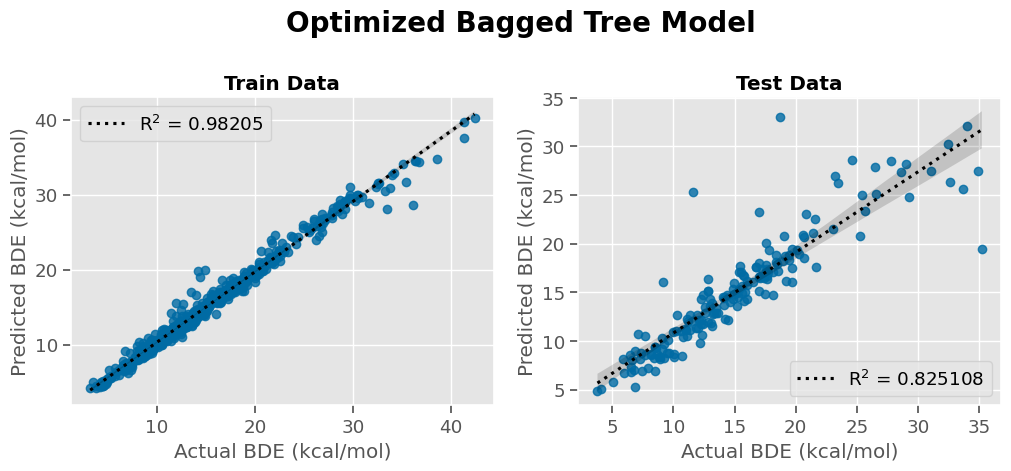 Optimized Bagged Tree Model
Train Data
Predicted BDE (kcal/mol)
40
30
20
10
R² = 0.98205
10
20
30
40
Actual BDE (kcal/mol)
Test Data
Predicted BDE (kcal/mol)
35
30
25
20
15
10
5
R² = 0.825108
5
10
15
20
25
30
35
Actual BDE (kcal/mol)